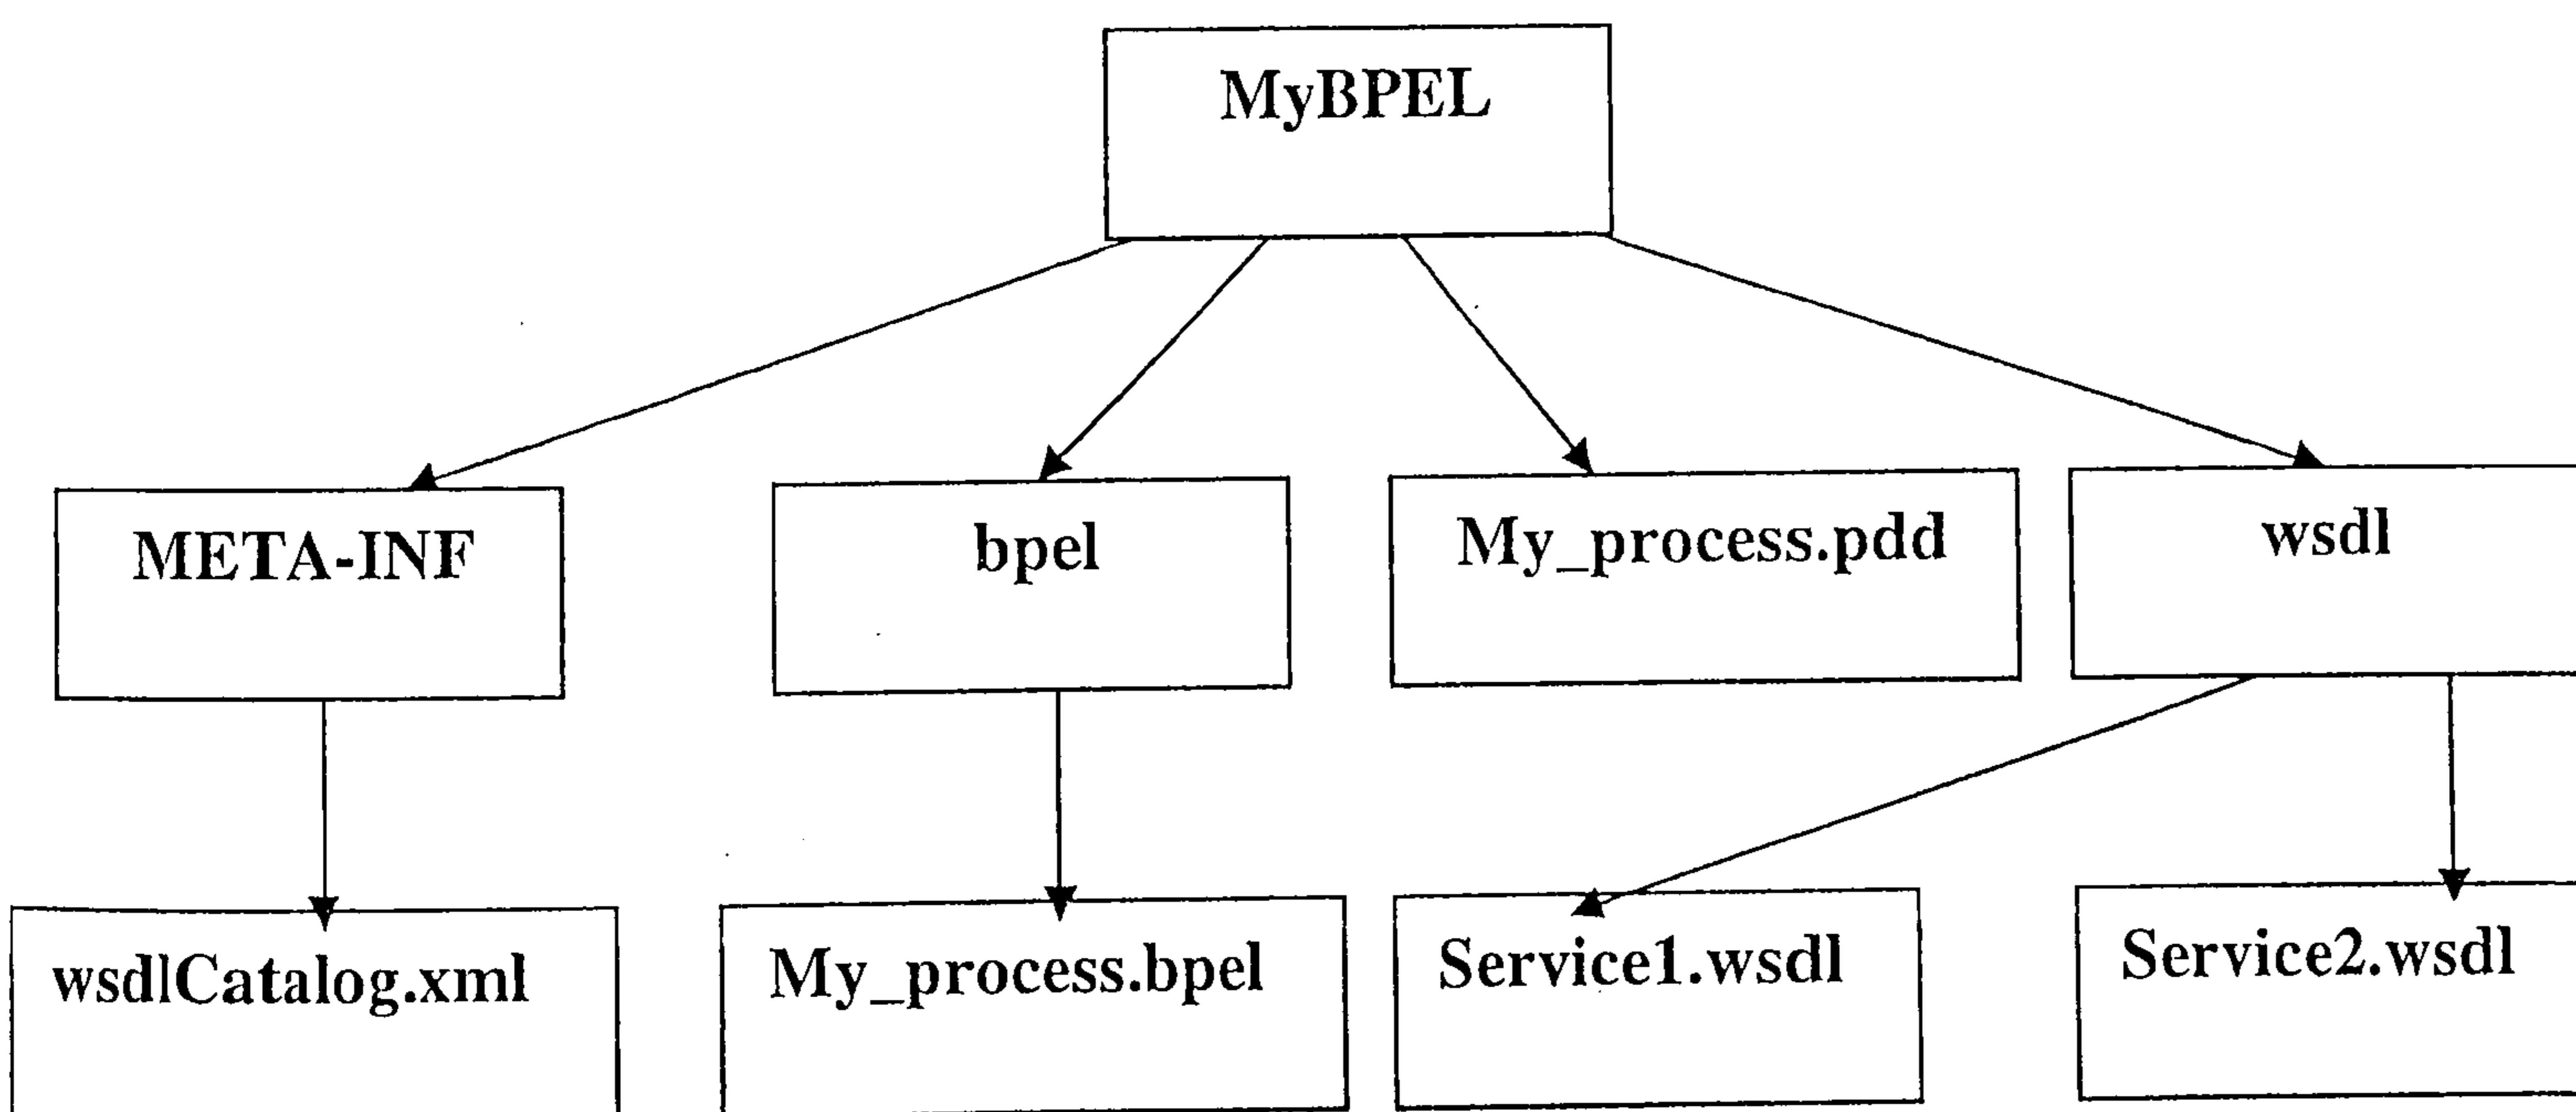 MyBPEL
META-INF
bpel
My_process.pdd
wsdl
wsdlCatalog.xml
My_process.bpel
Service1.wsdl
Service2.wsdl